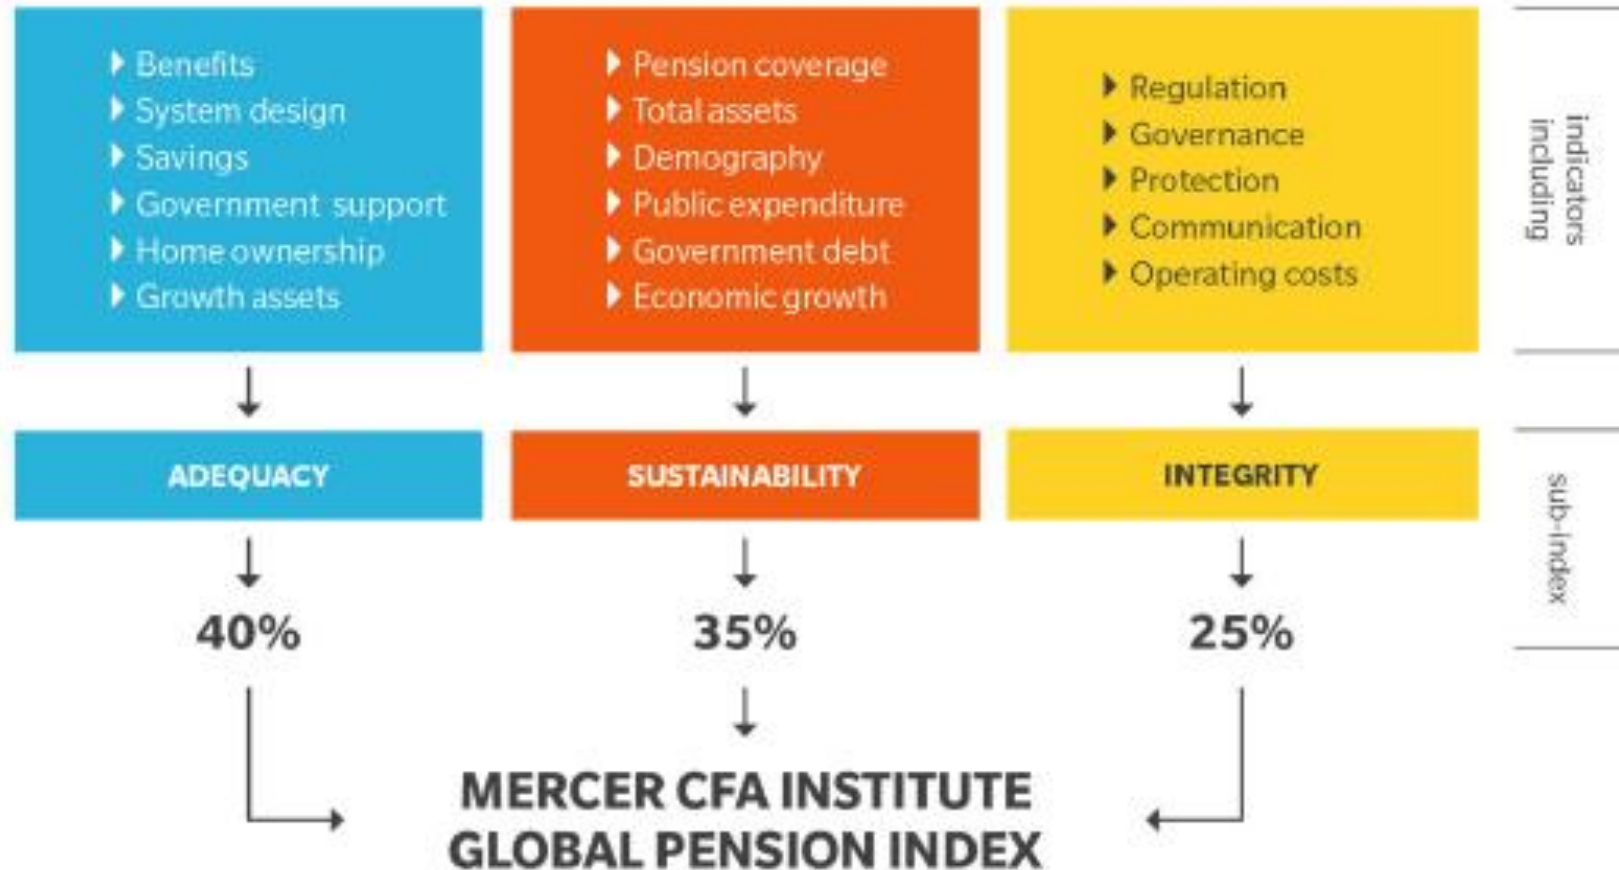 Benefits
System design
Savings
Government support
Home ownership
Growth assets
Pension coverage
Total assets
Demography
Public expenditure
Government debt
Economic growth
Regulation
Governance
Protection
Communication
Operating costs
indicators
including
ADEQUACY
SUSTAINABILITY
INTEGRITY
sub-index
40%
35%
25%
MERCER CFA INSTITUTE
GLOBAL PENSION INDEX